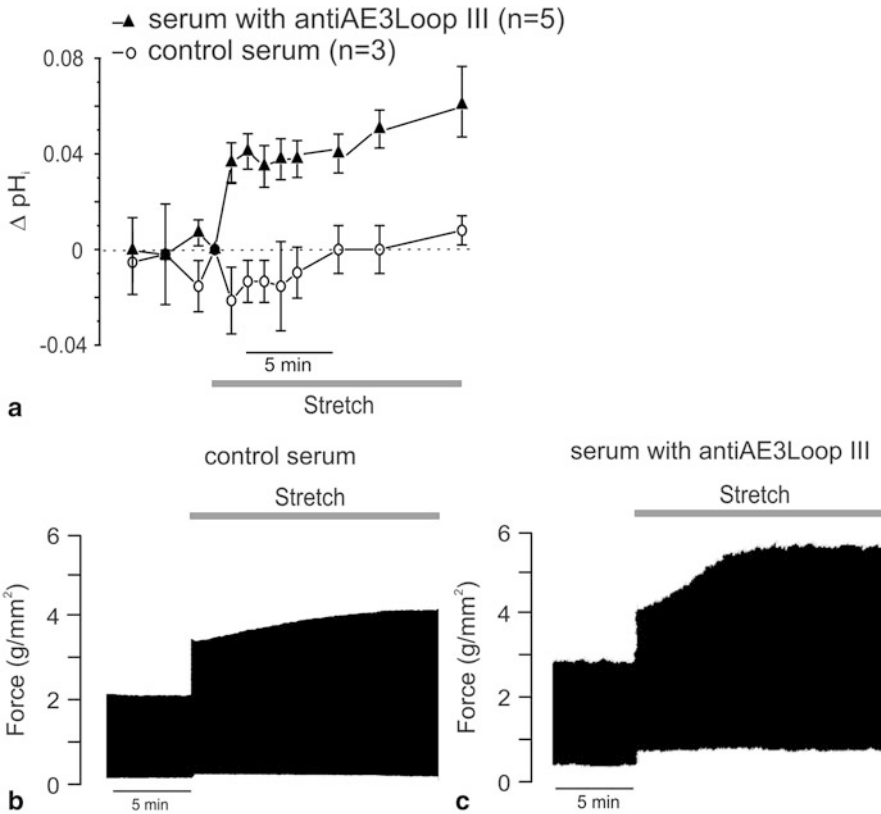 serum with antiAE3Loop III (n=5)
control serum (n=3)
0.08
0.04
0
-0.04
Δ pHi
5 min
Stretch
a
control serum
Stretch
6
4
2
0
Force (g/mm²)
5 min
b
serum with antiAE3Loop III
Stretch
6
4
2
0
Force (g/mm²)
5 min
c